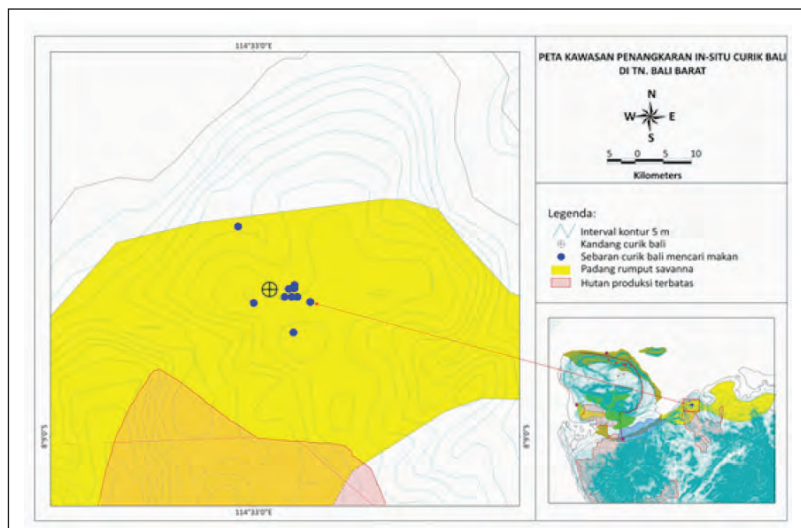 114°33'0"E
PETA KAWASAN PENANGKARAN IN-SITU CURIK BALI
DI TN. BALI BARAT
N
W E
S
5 0 5 10
Kilometers
Legenda:
Interval kontur 5 m
Kandang curik bali
Sebaran curik bali mencari makan
Padang rumput savanna
Hutan produksi terbatas
114°33'0"E